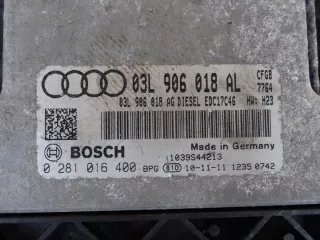 03L 906 018 AL CFGB
7764
03L 906 018 AG DIESEL EDC17C46 HW: H23
BOSCH Made in Germany
1039S44213
0 281 016 400 BPG B10 10-11-11 1235 0742